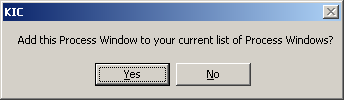 KIC
Add this Process Window to your current list of Process Windows?
Yes
No